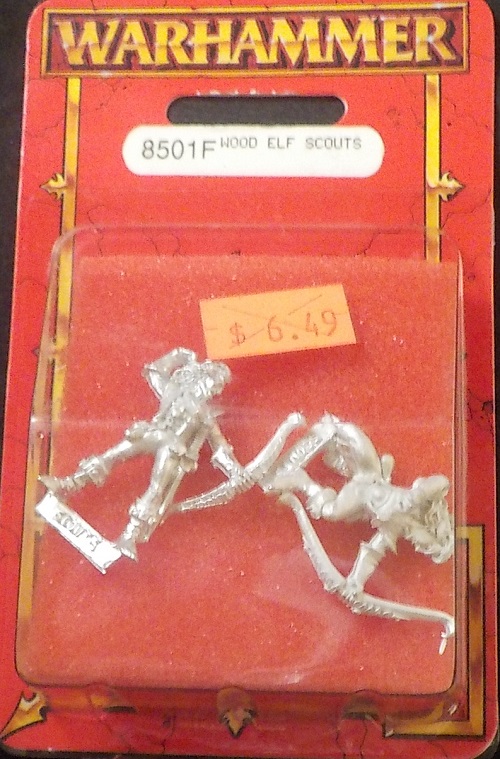 WARHAMMER
8501F WOOD ELF SCOUTS
$ 6.49